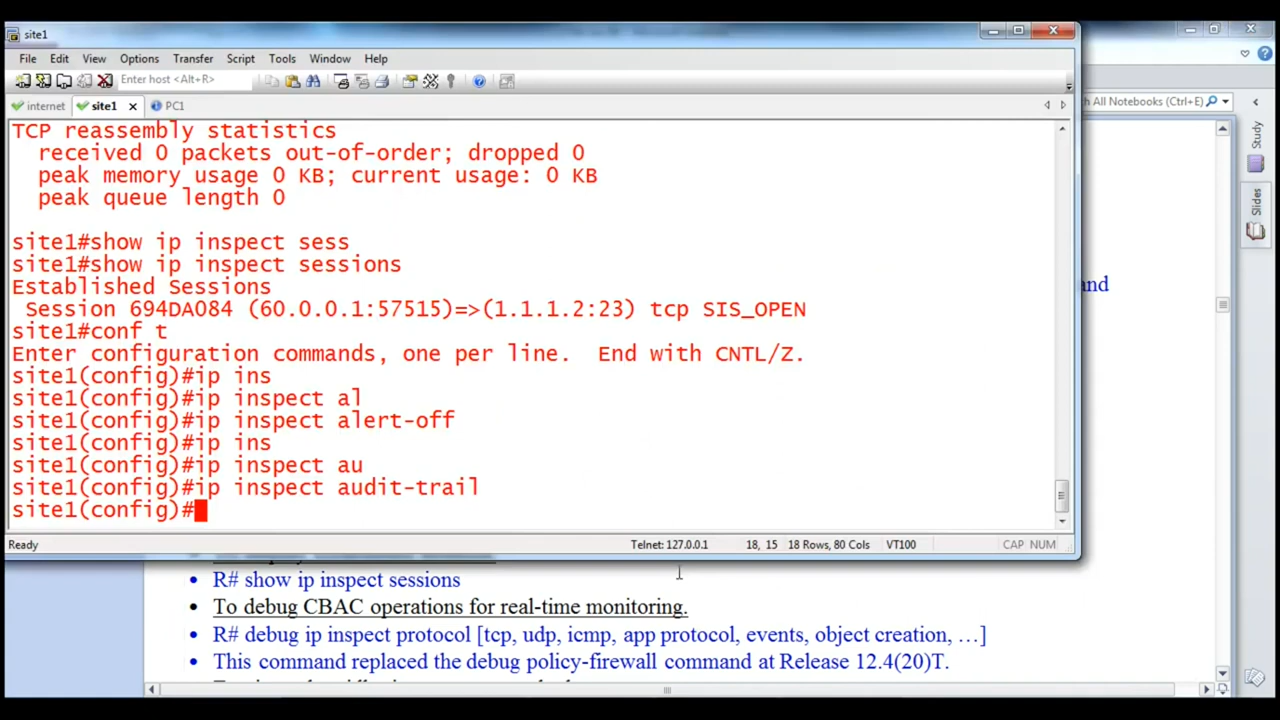 site1
File Edit View Options Transfer Script Tools Window Help
Enter host <Alt+R>
internet site1 PC1
h All Notebooks (Ctrl+E)
TCP reassembly statistics
received 0 packets out-of-order; dropped 0
peak memory usage 0 KB; current usage: 0 KB
peak queue length 0
site1#show ip inspect sess
site1#show ip inspect sessions
Established Sessions
Session 694DA084 (60.0.0.1:57515)=>(1.1.1.2:23) tcp SIS_OPEN
site1#conf t
Enter configuration commands, one per line. End with CNTL/Z.
site1(config)#ip ins
site1(config)#ip inspect al
site1(config)#ip inspect alert-off
site1(config)#ip ins
site1(config)#ip inspect au
site1(config)#ip inspect audit-trail
site1(config)#
Ready Telnet: 127.0.0.1 18, 15 18 Rows, 80 Cols VT100 CAP NUM
Study
Slides
and
• R# show ip inspect sessions
• To debug CBAC operations for real-time monitoring.
• R# debug ip inspect protocol [tcp, udp, icmp, app protocol, events, object creation, …]
• This command replaced the debug policy-firewall command at Release 12.4(20)T.